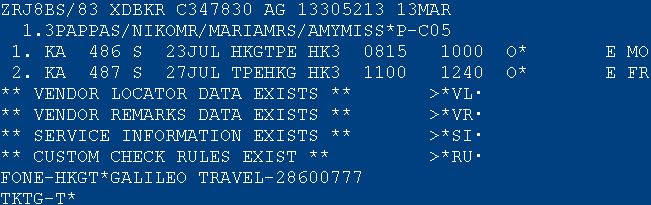 ZRJ8BS/83 XDBKR C347830 AG 13305213 13MAR
1.3PAPPAS/NIKOMR/MARIAMRS/AMYMISS*P-C05
1. KA 486 S 23JUL HKGTPE HK3 0815 1000 O* E MO
2. KA 487 S 27JUL TPEHKG HK3 1100 1240 O* E FR
** VENDOR LOCATOR DATA EXISTS ** >*VL·
** VENDOR REMARKS DATA EXISTS ** >*VR·
** SERVICE INFORMATION EXISTS ** >*SI·
** CUSTOM CHECK RULES EXIST ** >*RU·
FONE-HKGT*GALILEO TRAVEL-28600777
TKTG-T*